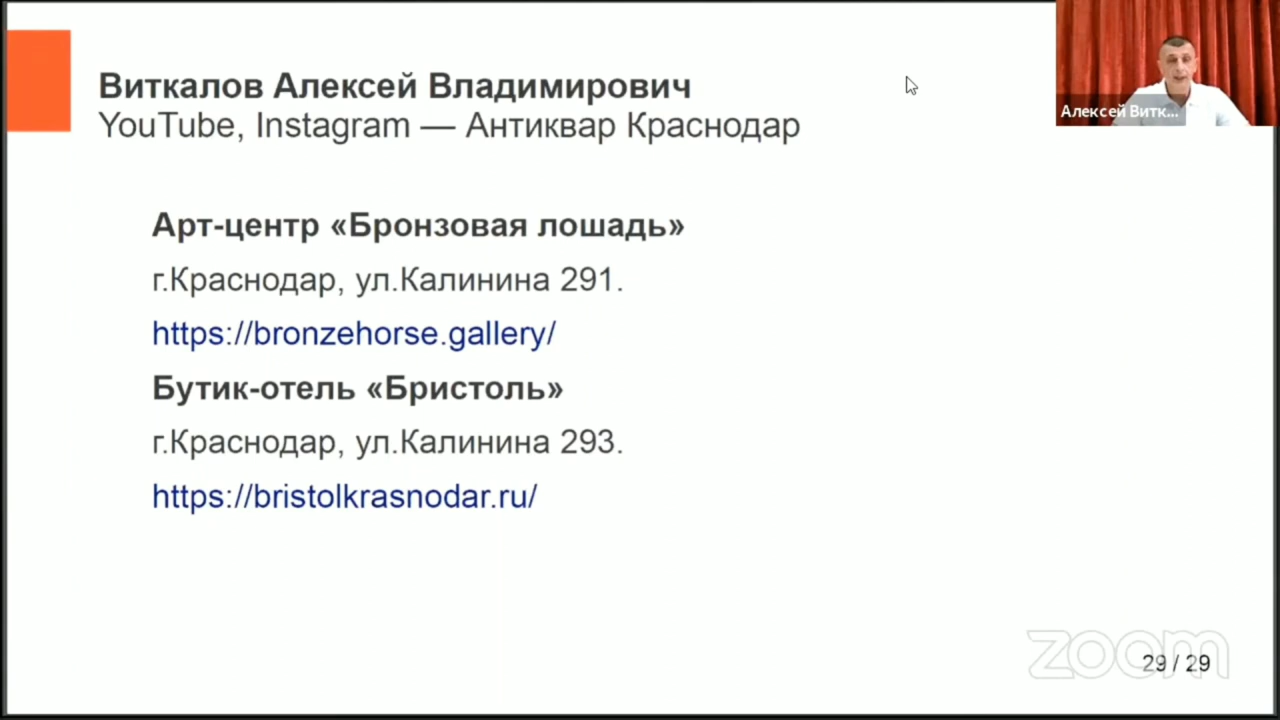 Виткалов Алексей Владимирович
YouTube, Instagram — Антиквар Краснодар
Алексей Витк...
Арт-центр «Бронзовая лошадь»
г.Краснодар, ул.Калинина 291.
https://bronzehorse.gallery/
Бутик-отель «Бристоль»
г.Краснодар, ул.Калинина 293.
https://bristolkrasnodar.ru/
zoom
29 / 29